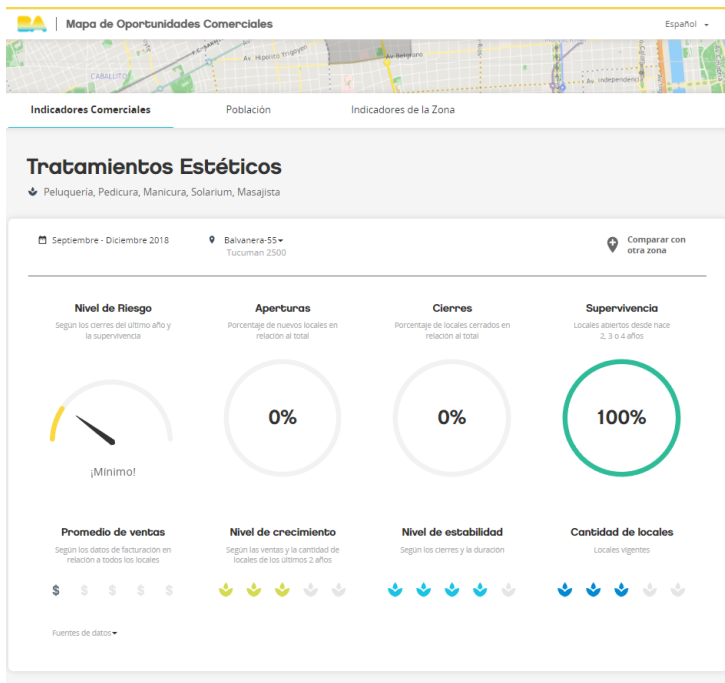 BA Mapa de Oportunidades Comerciales Español
Av. Hipólito Yrigoyen
Av. Belgrano
CABALLITO
Av. Independencia
Indicadores Comerciales Población Indicadores de la Zona
Tratamientos Estéticos
Peluquería, Pedicura, Manicura, Solarium, Masajista
Septiembre - Diciembre 2018 Balvanera-55 Comparar con
otra zona
Tucuman 2500
Nivel de Riesgo Aperturas Cierres Supervivencia
Según los cierres del último año y Porcentaje de nuevos locales en Porcentaje de locales cerrados en Locales abiertos desde hace
la supervivencia relación al total relación al total 2, 3 o 4 años
0% 0% 100%
¡Mínimo!
Promedio de ventas Nivel de crecimiento Nivel de estabilidad Cantidad de locales
Según los datos de facturación en Según las ventas y la cantidad de Según los cierres y la duración Locales vigentes
relación a todos los locales locales de los últimos 2 años
$ $ $ $ $
Fuentes de datos